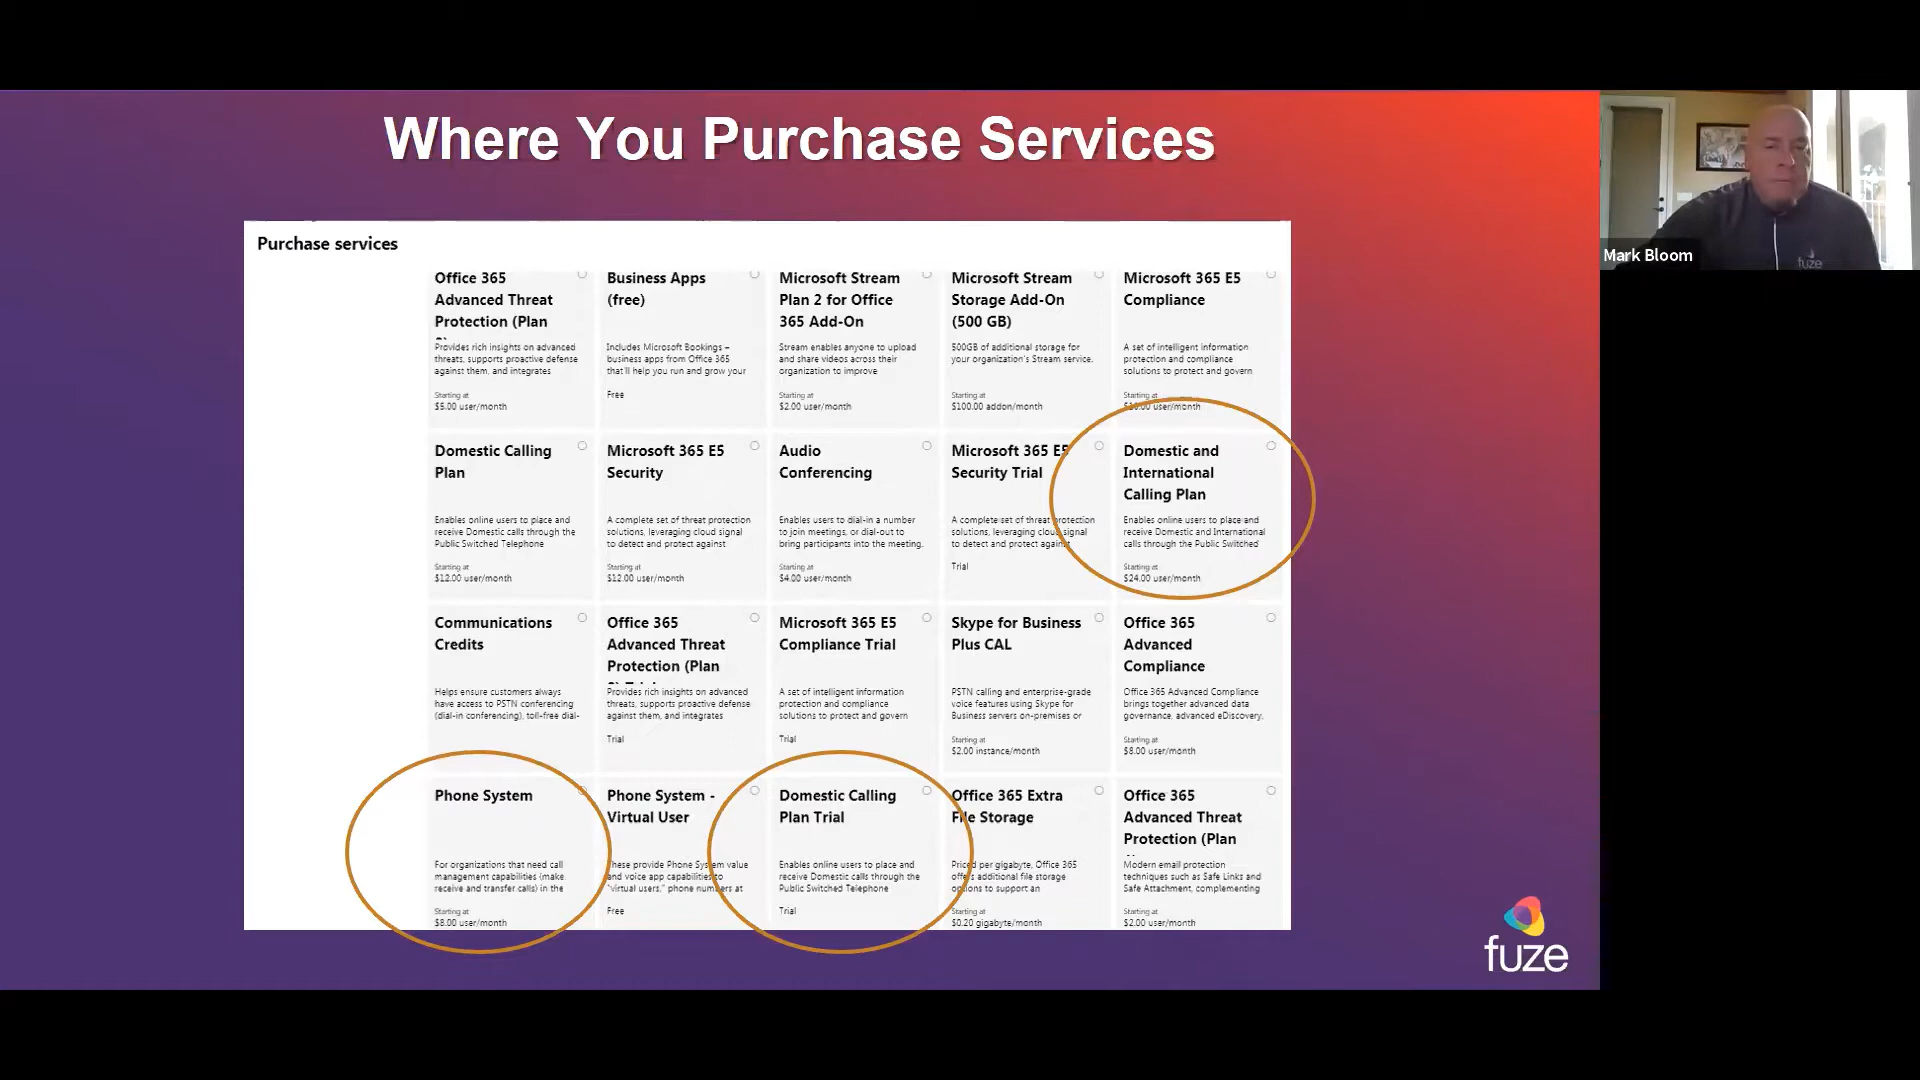 Where You Purchase Services
Mark Bloom
fuze
Purchase services
Office 365
Advanced Threat
Protection (Plan
Provides rich insights on advanced
threats, supports proactive defense
against them, and integrates
Starting at
$5.00 user/month
Business Apps
(free)
Includes Microsoft Bookings –
business apps from Office 365
that'll help you run and grow your
Free
Microsoft Stream
Plan 2 for Office
365 Add-On
Stream enables anyone to upload
and share videos across their
organization to improve
Starting at
$2.00 user/month
Microsoft Stream
Storage Add-On
(500 GB)
500GB of additional storage for
your organization's Stream service.
Starting at
$100.00 addon/month
Microsoft 365 E5
Compliance
A set of intelligent information
protection and compliance
solutions to protect and govern
Starting at
user/month
Domestic Calling
Plan
Enables online users to place and
receive Domestic calls through the
Public Switched Telephone
Starting at
$12.00 user/month
Microsoft 365 E5
Security
A complete set of threat protection
solutions, leveraging cloud signal
to detect and protect against
Starting at
$12.00 user/month
Audio
Conferencing
Enables users to dial-in a number
to join meetings, or dial-out to
bring participants into the meeting.
Starting at
$4.00 user/month
Microsoft 365 E5
Security Trial
A complete set of threat protection
solutions, leveraging cloud signal
to detect and protect against
Trial
Domestic and
International
Calling Plan
Enables online users to place and
receive Domestic and International
calls through the Public Switched
Starting at
$24.00 user/month
Communications
Credits
Helps ensure customers always
have access to PSTN conferencing
(dial-in conferencing), toll-free dial-
Office 365
Advanced Threat
Protection (Plan
Provides rich insights on advanced
threats, supports proactive defense
against them, and integrates
Trial
Microsoft 365 E5
Compliance Trial
A set of intelligent information
protection and compliance
solutions to protect and govern
Trial
Skype for Business
Plus CAL
PSTN calling and enterprise-grade
voice features using Skype for
Business servers on-premises or
Starting at
$2.00 instance/month
Office 365
Advanced
Compliance
Office 365 Advanced Compliance
brings together advanced data
governance, advanced eDiscovery,
Starting at
$8.00 user/month
Phone System
For organizations that need call
management capabilities (make,
receive and transfer calls) in the
Starting at
$8.00 user/month
Phone System -
Virtual User
These provide Phone System value
and voice app capabilities to
"virtual users," phone numbers at
Free
Domestic Calling
Plan Trial
Enables online users to place and
receive Domestic calls through the
Public Switched Telephone
Trial
Office 365 Extra
File Storage
Priced per gigabyte, Office 365
offers additional file storage
options to support an
Starting at
$0.20 gigabyte/month
Office 365
Advanced Threat
Protection (Plan
Modern email protection
techniques such as Safe Links and
Safe Attachment, complementing
Starting at
$2.00 user/month
fuze